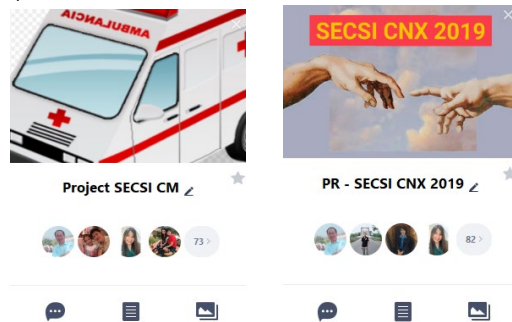 AMBULANCIA
SECSI CNX 2019
Project SECSI CM
PR - SECSI CNX 2019
73 >
82 >